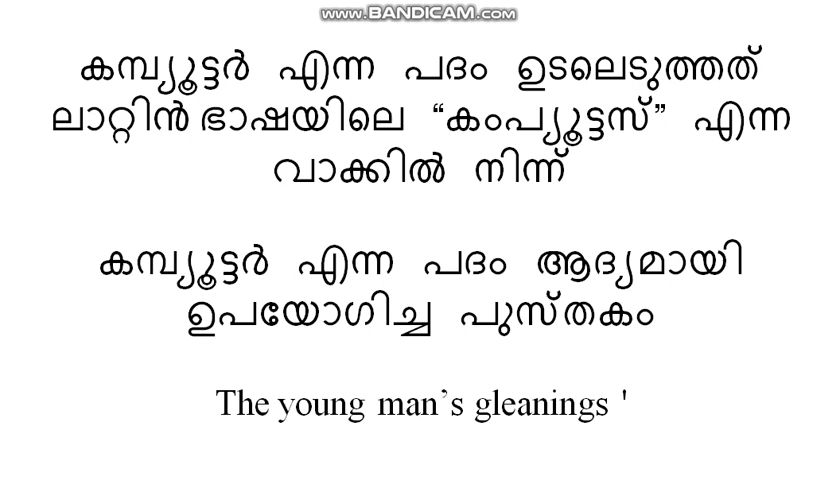 www.BANDICAM.com
കമ്പ്യൂട്ടർ എന്ന പദം ഉടലെടുത്തത്
ലാറ്റിൻ ഭാഷയിലെ “കംപ്യൂട്ടസ്” എന്ന
വാക്കിൽ നിന്ന്
കമ്പ്യൂട്ടർ എന്ന പദം ആദ്യമായി
ഉപയോഗിച്ച പുസ്തകം
The young man’s gleanings '